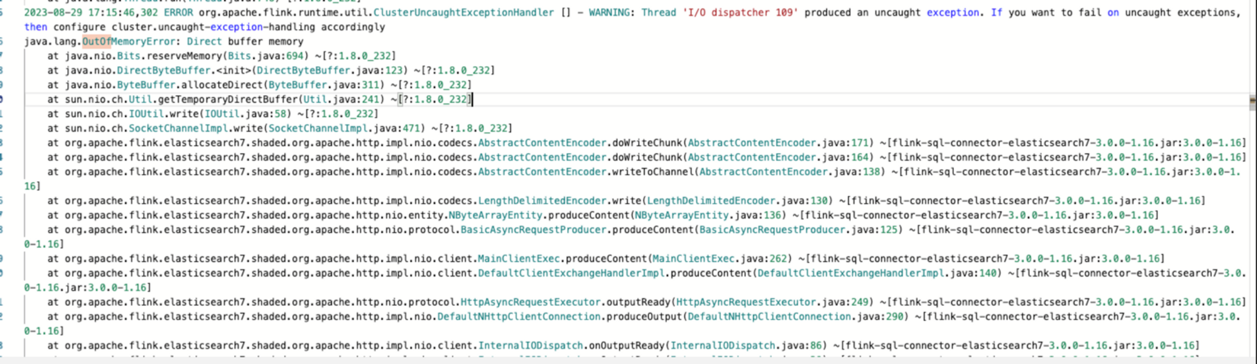 2023-08-29 17:15:46,302 ERROR org.apache.flink.runtime.util.ClusterUncaughtExceptionHandler [] - WARNING: Thread 'I/O dispatcher 109' produced an uncaught exception. If you want to fail on uncaught exceptions,
then configure cluster.uncaught-exception-handling accordingly
java.lang.OutOfMemoryError: Direct buffer memory
at java.nio.Bits.reserveMemory(Bits.java:694) ~[?:1.8.0_232]
at java.nio.DirectByteBuffer.<init>(DirectByteBuffer.java:123) ~[?:1.8.0_232]
at java.nio.ByteBuffer.allocateDirect(ByteBuffer.java:311) ~[?:1.8.0_232]
at sun.nio.ch.Util.getTemporaryDirectBuffer(Util.java:241) ~[?:1.8.0_232]
at sun.nio.ch.IOUtil.write(IOUtil.java:58) ~[?:1.8.0_232]
at sun.nio.ch.SocketChannelImpl.write(SocketChannelImpl.java:471) ~[?:1.8.0_232]
at org.apache.flink.elasticsearch7.shaded.org.apache.http.impl.nio.codecs.AbstractContentEncoder.doWriteChunk(AbstractContentEncoder.java:171) ~[flink-sql-connector-elasticsearch7-3.0.0-1.16.jar:3.0.0-1.16]
at org.apache.flink.elasticsearch7.shaded.org.apache.http.impl.nio.codecs.AbstractContentEncoder.doWriteChunk(AbstractContentEncoder.java:164) ~[flink-sql-connector-elasticsearch7-3.0.0-1.16.jar:3.0.0-1.16]
at org.apache.flink.elasticsearch7.shaded.org.apache.http.impl.nio.codecs.AbstractContentEncoder.writeToChannel(AbstractContentEncoder.java:138) ~[flink-sql-connector-elasticsearch7-3.0.0-1.16.jar:3.0.0-1.
16]
at org.apache.flink.elasticsearch7.shaded.org.apache.http.impl.nio.codecs.LengthDelimitedEncoder.write(LengthDelimitedEncoder.java:130) ~[flink-sql-connector-elasticsearch7-3.0.0-1.16.jar:3.0.0-1.16]
at org.apache.flink.elasticsearch7.shaded.org.apache.http.nio.entity.NByteArrayEntity.produceContent(NByteArrayEntity.java:136) ~[flink-sql-connector-elasticsearch7-3.0.0-1.16.jar:3.0.0-1.16]
at org.apache.flink.elasticsearch7.shaded.org.apache.http.nio.protocol.BasicAsyncRequestProducer.produceContent(BasicAsyncRequestProducer.java:125) ~[flink-sql-connector-elasticsearch7-3.0.0-1.16.jar:3.0.
0-1.16]
at org.apache.flink.elasticsearch7.shaded.org.apache.http.impl.nio.client.MainClientExec.produceContent(MainClientExec.java:262) ~[flink-sql-connector-elasticsearch7-3.0.0-1.16.jar:3.0.0-1.16]
at org.apache.flink.elasticsearch7.shaded.org.apache.http.impl.nio.client.DefaultClientExchangeHandlerImpl.produceContent(DefaultClientExchangeHandlerImpl.java:140) ~[flink-sql-connector-elasticsearch7-3.0.
0-1.16.jar:3.0.0-1.16]
at org.apache.flink.elasticsearch7.shaded.org.apache.http.nio.protocol.HttpAsyncRequestExecutor.outputReady(HttpAsyncRequestExecutor.java:249) ~[flink-sql-connector-elasticsearch7-3.0.0-1.16.jar:3.0.0-1.16]
at org.apache.flink.elasticsearch7.shaded.org.apache.http.impl.nio.DefaultNHttpClientConnection.produceOutput(DefaultNHttpClientConnection.java:290) ~[flink-sql-connector-elasticsearch7-3.0.0-1.16.jar:3.0.
0-1.16]
at org.apache.flink.elasticsearch7.shaded.org.apache.http.impl.nio.client.InternalIODispatch.onOutputReady(InternalIODispatch.java:86) ~[flink-sql-connector-elasticsearch7-3.0.0-1.16.jar:3.0.0-1.16]